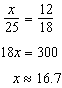 x/25 = 12/18
18x = 300
x ≈ 16.7